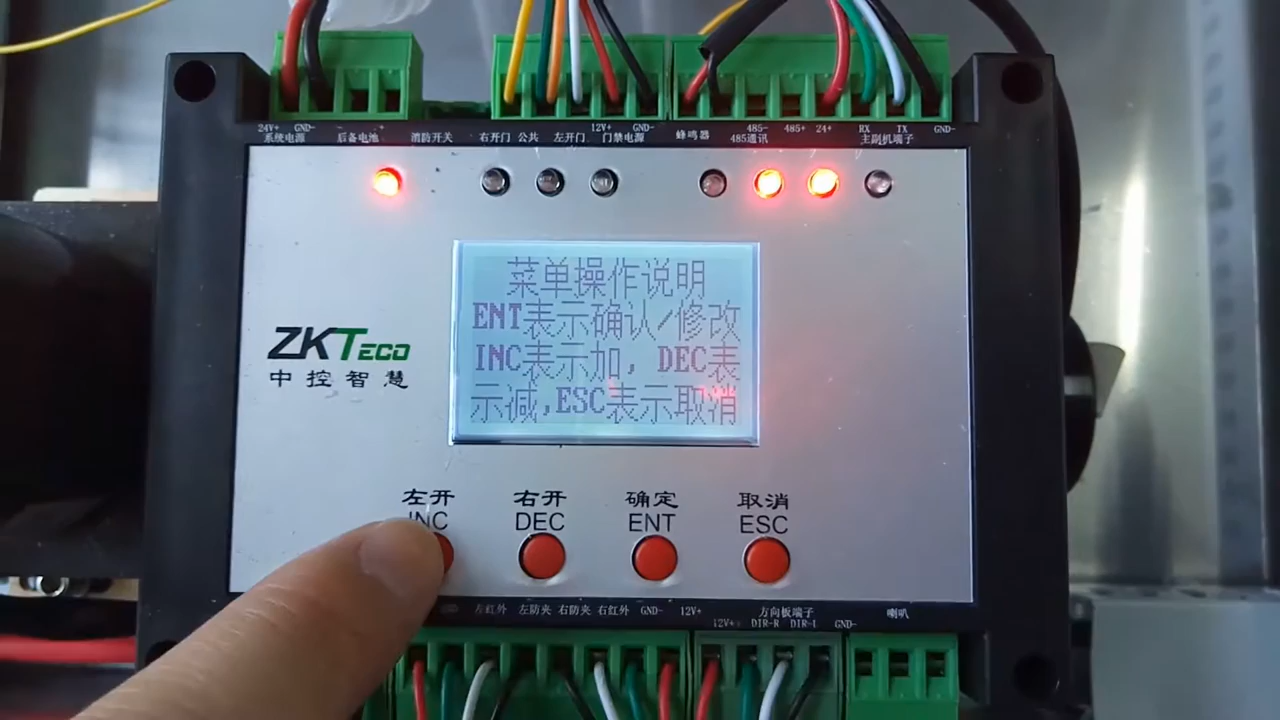 24V+ GND- - + 12V+ GND- 485- 485+ 24+ RX TX GND-
系统电源 后备电池 消防开关 右开门 公共 左开门 门禁电源 蜂鸣器 485通讯 主副机端子
菜单操作说明
ENT表示确认/修改
INC表示加, DEC表
示减,ESC表示取消
ZKTECO
中控智慧
左开 右开 确定 取消
INC DEC ENT ESC
左红外 左防夹 右防夹 右红外 GND- 12V+ 方向板端子 喇叭
12V+ DIR-R DIR-L GND-